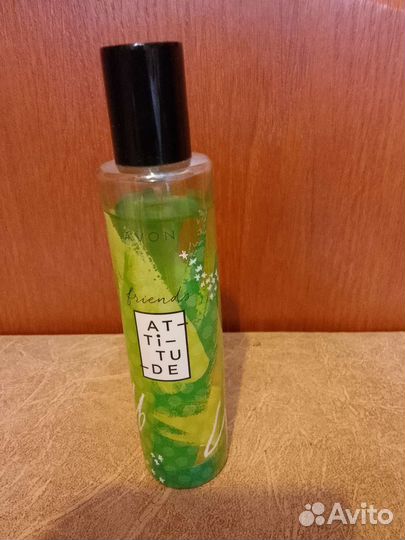 AVON
friends
AT-
Ti-
TU-
-DE
Avito